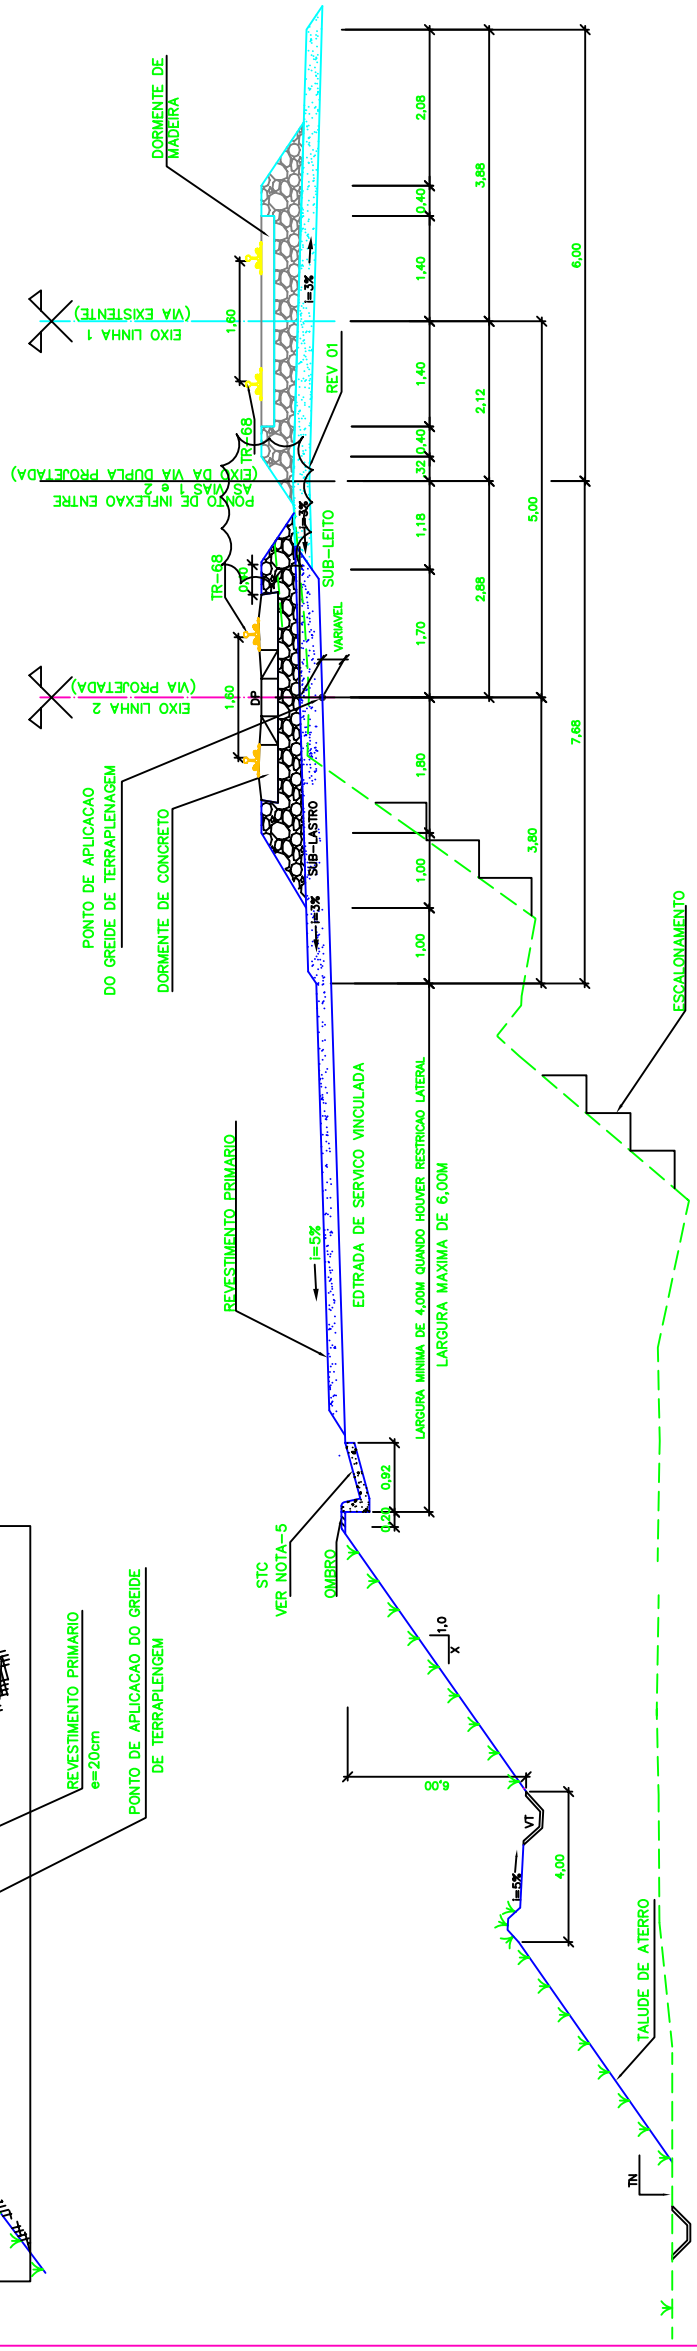 DORMENTE DE
MADEIRA
EIXO LINHA 1
(VIA EXISTENTE)
1,60
i=3%
REV 01
TR-68
PONTO DE INFLEXAO ENTRE
AS VIAS 1 e 2
(EIXO DA VIA DUPLA PROJETADA)
i=3%
SUB-LEITO
TR-68
VARIAVEL
EIXO LINHA 2
(VIA PROJETADA)
1,60
DP
PONTO DE APLICACAO
DO GREIDE DE TERRAPLENAGEM
DORMENTE DE CONCRETO
SUB-LASTRO
i=3%
2,08
0,40
1,40
1,40
0,40
,32
1,18
1,70
1,80
1,00
1,00
3,88
2,12
2,88
5,00
3,80
6,00
7,68
ESCALONAMENTO
REVESTIMENTO PRIMARIO
i=5%
EDTRADA DE SERVICO VINCULADA
LARGURA MINIMA DE 4,00M QUANDO HOUVER RESTRICAO LATERAL
LARGURA MAXIMA DE 6,00M
STC
VER NOTA-5
OMBRO
0,92
0,20
1,0
X
6,00
VT
i=5%
4,00
TALUDE DE ATERRO
TN
REVESTIMENTO PRIMARIO
e=20cm
PONTO DE APLICACAO DO GREIDE
DE TERRAPLENGEM